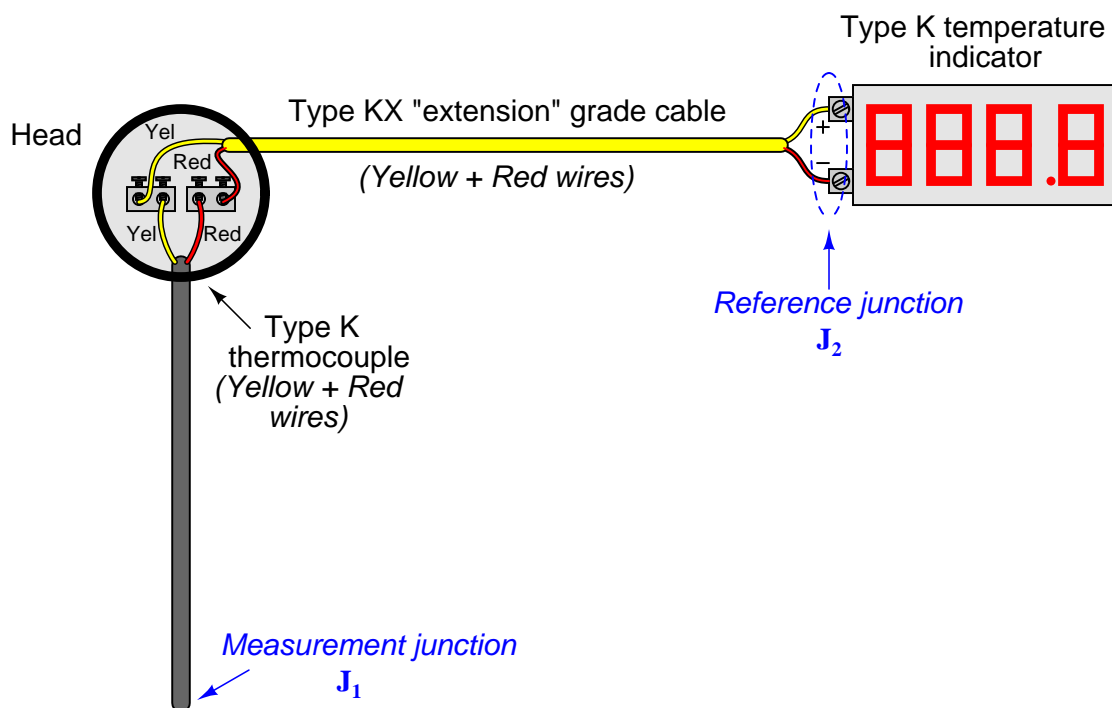 Type K temperature
indicator
Type KX "extension" grade cable
Head
Yel
Red
+
–
8888.8
(Yellow + Red wires)
Yel
Red
Reference junction
J₂
Type K
thermocouple
(Yellow + Red
wires)
Measurement junction
J₁